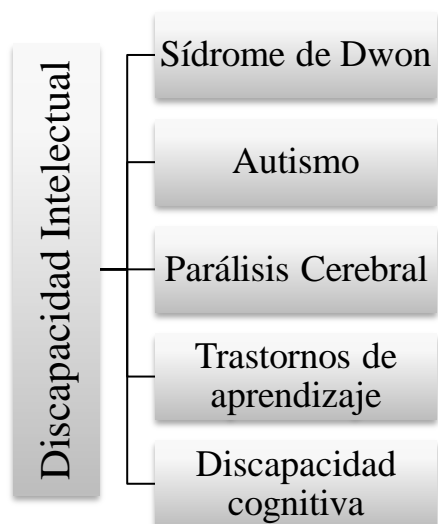 Discapacidad Intelectual
Sídrome de Dwon
Autismo
Parálisis Cerebral
Trastornos de
aprendizaje
Discapacidad
cognitiva